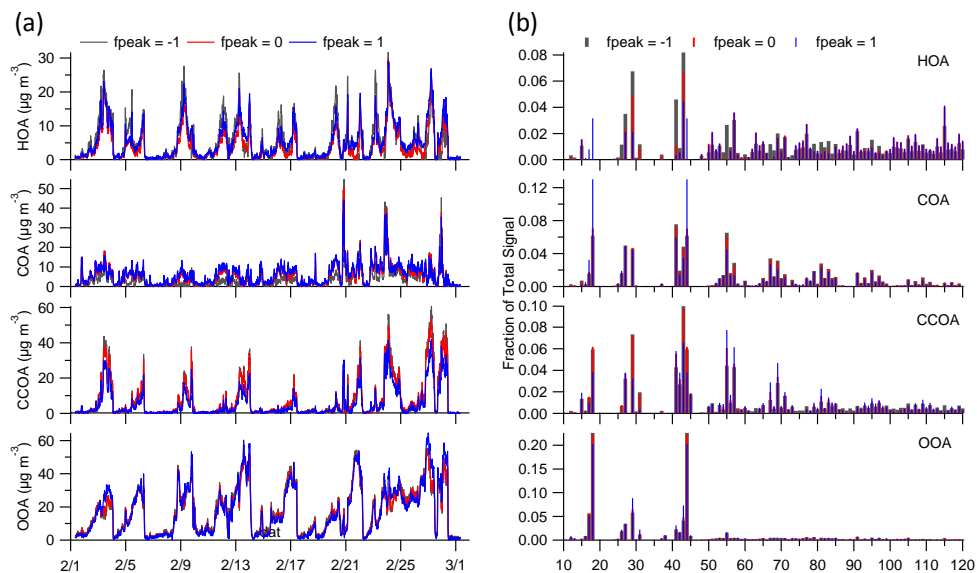 (a)
fpeak = -1 fpeak = 0 fpeak = 1
HOA (µg m-3)
30
20
10
0
COA (µg m-3)
50
40
30
20
10
0
CCOA (µg m-3)
60
40
20
0
OOA (µg m-3)
60
40
20
0
2/1 2/5 2/9 2/13 2/17 2/21 2/25 3/1
(b)
fpeak = -1 fpeak = 0 fpeak = 1
Fraction of Total Signal
0.08
0.06
0.04
0.02
0.00
HOA
0.12
0.08
0.04
0.00
COA
0.10
0.08
0.06
0.04
0.02
0.00
CCOA
0.20
0.15
0.10
0.05
0.00
OOA
10 20 30 40 50 60 70 80 90 100 110 120